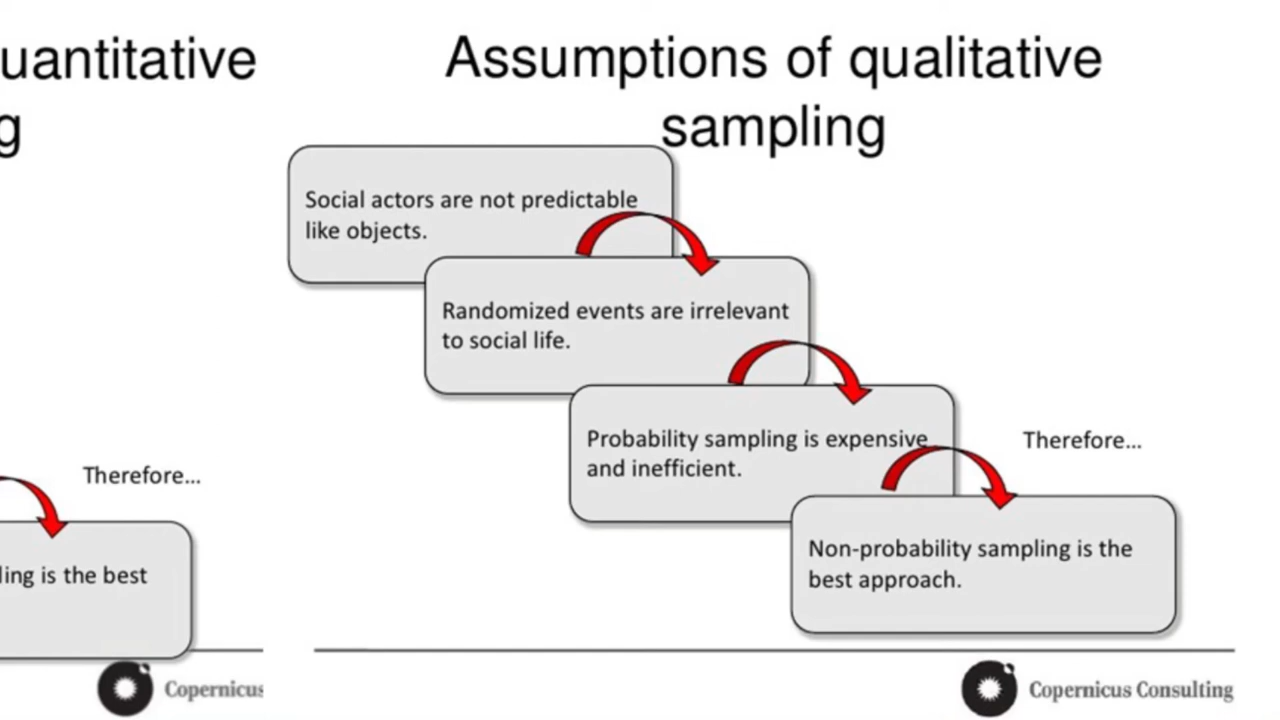 uantitative
g
Therefore...
ling is the best
Copernicus
Assumptions of qualitative
sampling
Social actors are not predictable
like objects.
Randomized events are irrelevant
to social life.
Probability sampling is expensive
and inefficient.
Therefore...
Non-probability sampling is the
best approach.
Copernicus Consulting